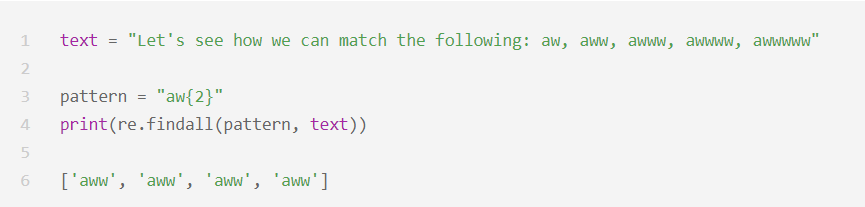 1 text = "Let's see how we can match the following: aw, aww, awww, awwww, awwwww"
2
3 pattern = "aw{2}"
4 print(re.findall(pattern, text))
5
6 ['aww', 'aww', 'aww', 'aww']